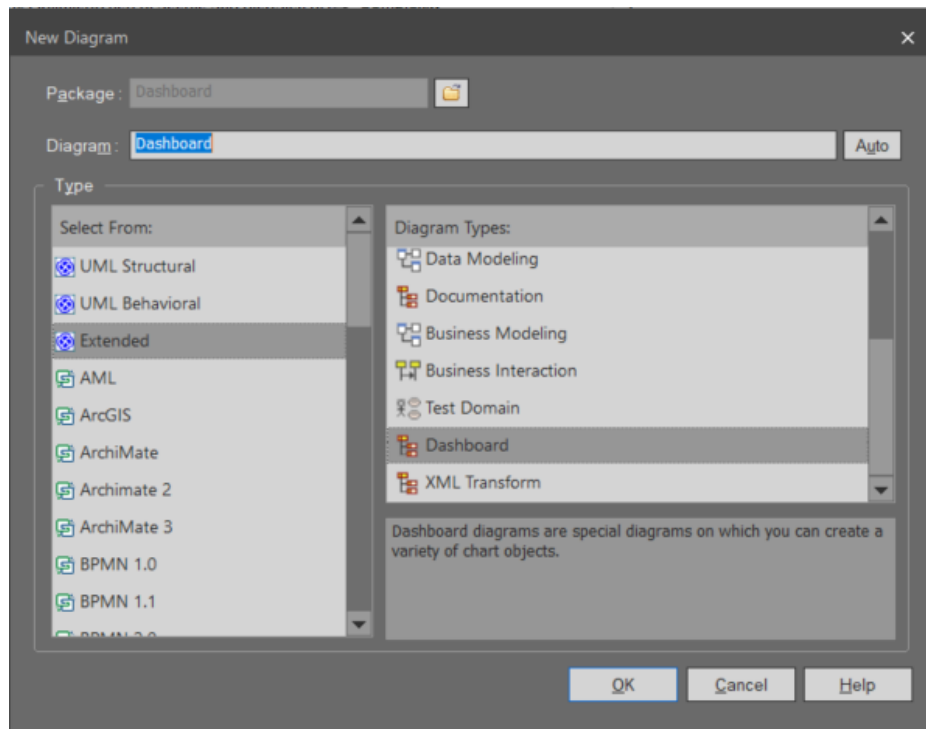 New Diagram
Package : Dashboard
Diagram : Dashboard
Auto
Type
Select From:
UML Structural
UML Behavioral
Extended
AML
ArcGIS
ArchiMate
Archimate 2
ArchiMate 3
BPMN 1.0
BPMN 1.1
Diagram Types:
Data Modeling
Documentation
Business Modeling
Business Interaction
Test Domain
Dashboard
XML Transform
Dashboard diagrams are special diagrams on which you can create a
variety of chart objects.
OK
Cancel
Help